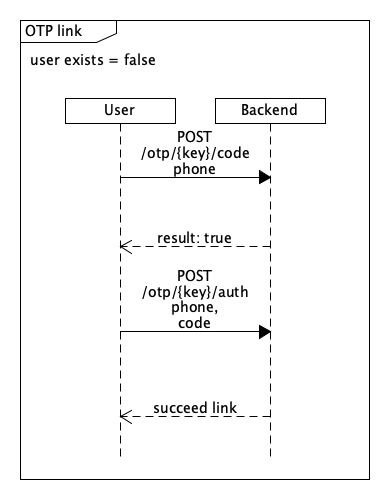 OTP link
user exists = false
User
Backend
POST
/otp/{key}/code
phone
result: true
POST
/otp/{key}/auth
phone,
code
succeed link